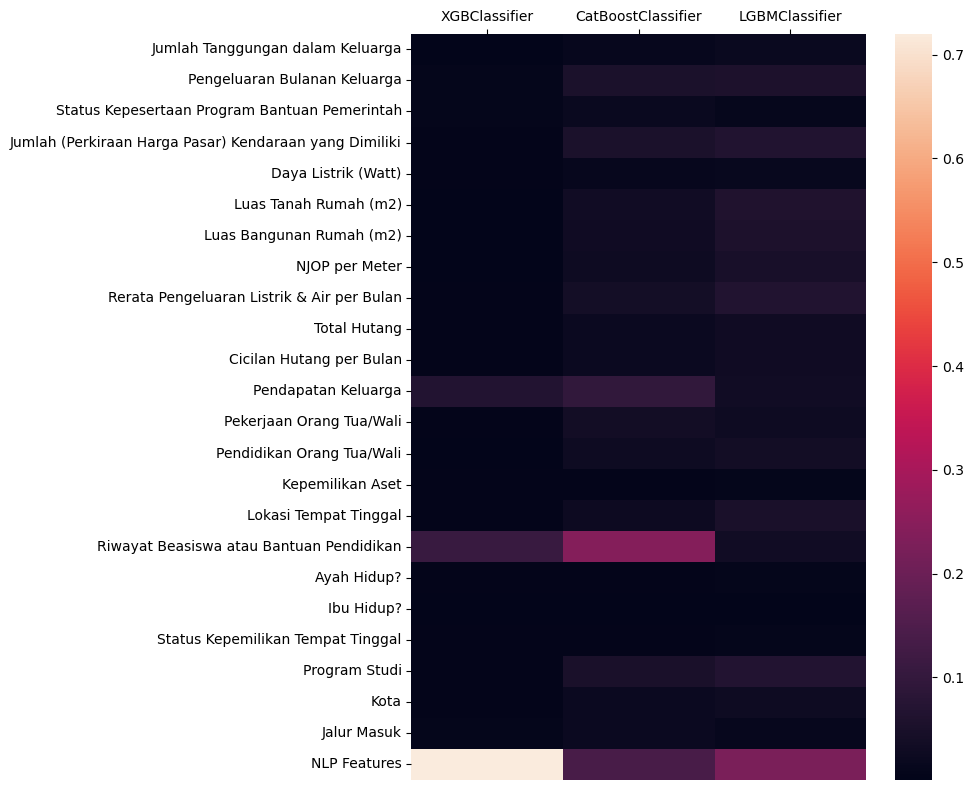 XGBClassifier CatBoostClassifier LGBMClassifier
Jumlah Tanggungan dalam Keluarga
Pengeluaran Bulanan Keluarga
Status Kepesertaan Program Bantuan Pemerintah
Jumlah (Perkiraan Harga Pasar) Kendaraan yang Dimiliki
Daya Listrik (Watt)
Luas Tanah Rumah (m2)
Luas Bangunan Rumah (m2)
NJOP per Meter
Rerata Pengeluaran Listrik & Air per Bulan
Total Hutang
Cicilan Hutang per Bulan
Pendapatan Keluarga
Pekerjaan Orang Tua/Wali
Pendidikan Orang Tua/Wali
Kepemilikan Aset
Lokasi Tempat Tinggal
Riwayat Beasiswa atau Bantuan Pendidikan
Ayah Hidup?
Ibu Hidup?
Status Kepemilikan Tempat Tinggal
Program Studi
Kota
Jalur Masuk
NLP Features
0.7
0.6
0.5
0.4
0.3
0.2
0.1